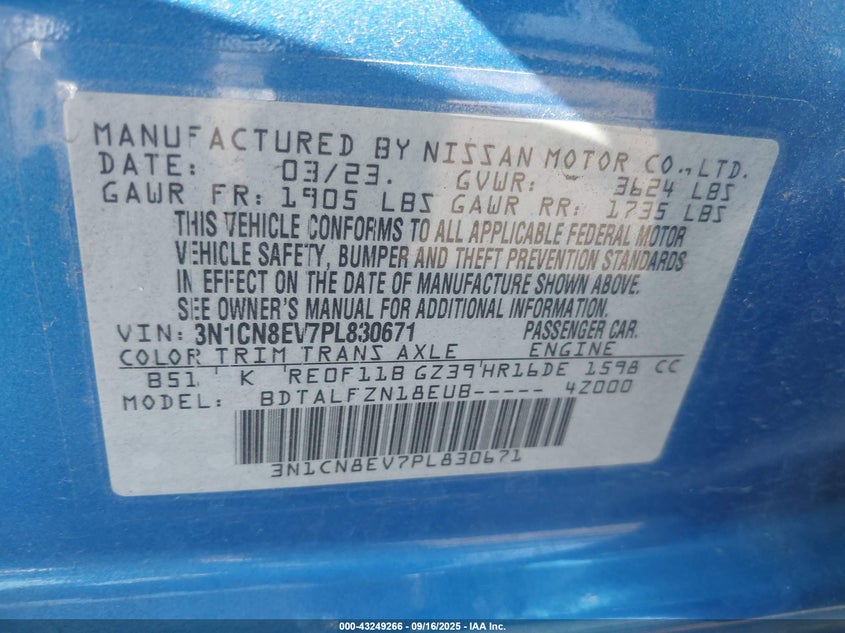 MANUFACTURED BY NISSAN MOTOR CO.,LTD.
DATE: 03/23. GVWR: 3624 LBS
GAWR FR: 1905 LBS GAWR RR: 1735 LBS
THIS VEHICLE CONFORMS TO ALL APPLICABLE FEDERAL MOTOR
VEHICLE SAFETY, BUMPER AND THEFT PREVENTION STANDARDS
IN EFFECT ON THE DATE OF MANUFACTURE SHOWN ABOVE.
SEE OWNER'S MANUAL FOR ADDITIONAL INFORMATION.
VIN: 3N1CN8EV7PL830671 PASSENGER CAR.
COLOR TRIM TRANS AXLE ENGINE
B51 K RE0F11B GZ39 HR16DE 1598 CC
MODEL: BDTALFZN18EUB----- 4Z000
3N1CN8EV7PL830671
000-43249266 - 09/16/2025 - IAA Inc.